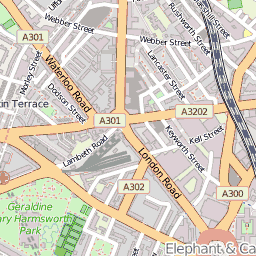 Webber Street
A301
Webber Street
Rushworth Street
Morley Street
Lancaster Street
Dodson Street
Waterloo Road
Terrace
A3202
A301
Kell Street
Keyworth Street
Lambeth Road
London Road
A302
A300
Geraldine
Harmsworth
Park
Elephant & Ca